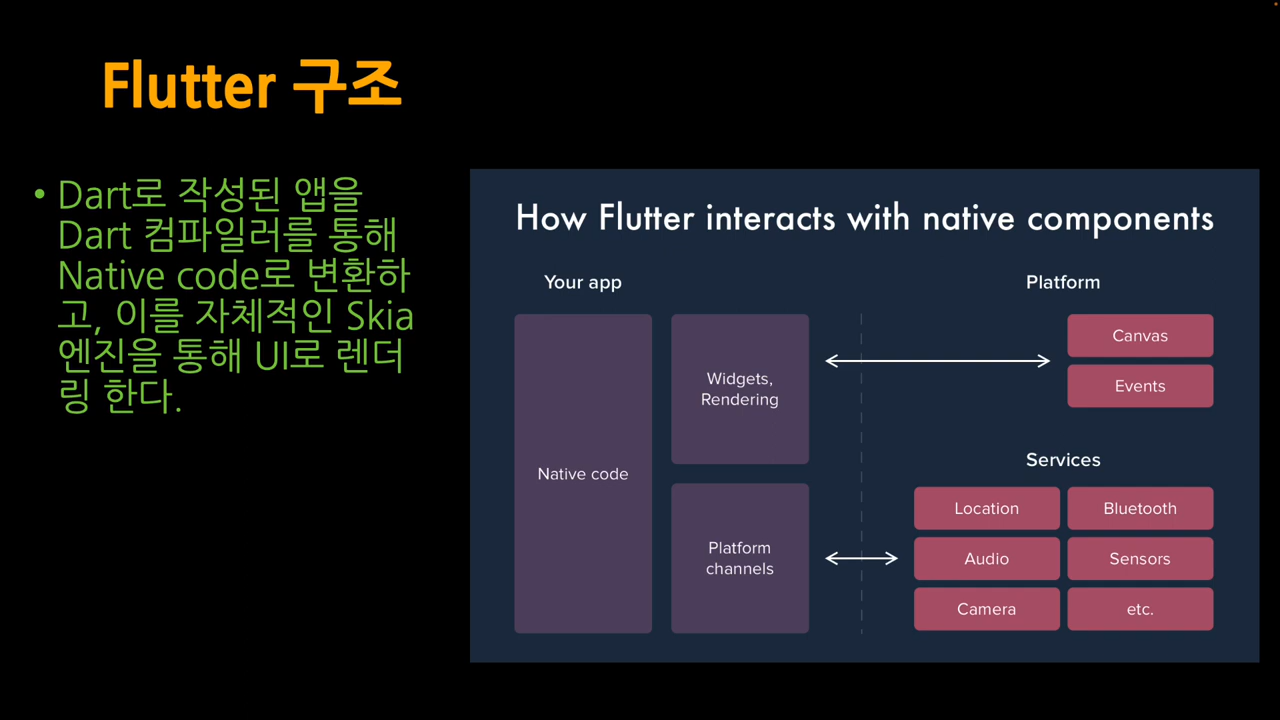 Flutter 구조
• Dart로 작성된 앱을
Dart 컴파일러를 통해
Native code로 변환하
고, 이를 자체적인 Skia
엔진을 통해 UI로 렌더
링 한다.
How Flutter interacts with native components
Your app
Platform
Native code
Widgets,
Rendering
Platform
channels
Canvas
Events
Services
Location
Bluetooth
Audio
Sensors
Camera
etc.